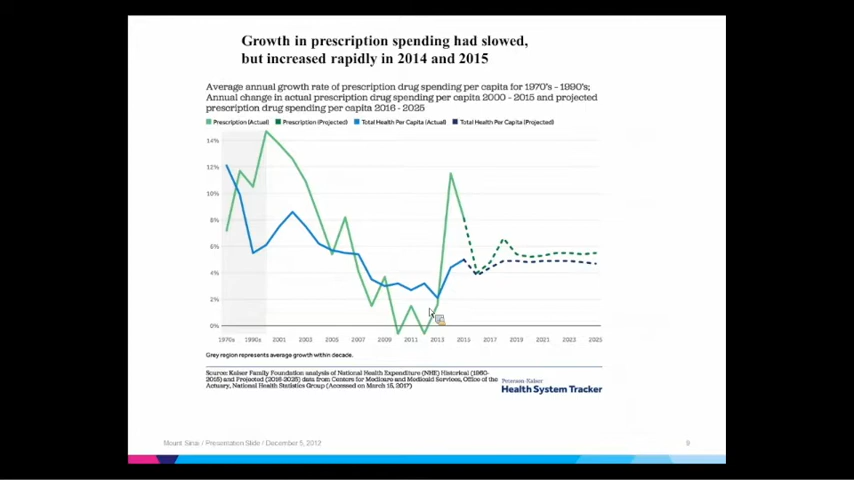 Growth in prescription spending had slowed,
but increased rapidly in 2014 and 2015
Average annual growth rate of prescription drug spending per capita for 1970's - 1990's;
Annual change in actual prescription drug spending per capita 2000 - 2015 and projected
prescription drug spending per capita 2016 - 2025
Prescription (Actual) Prescription (Projected) Total Health Per Capita (Actual) Total Health Per Capita (Projected)
14%
12%
10%
8%
6%
4%
2%
0%
1970s 1990s 2001 2003 2005 2007 2009 2011 2013 2015 2017 2019 2021 2023 2025
Grey region represents average growth within decade.
Source: Kaiser Family Foundation analysis of National Health Expenditure (NHE) Historical (1960-
2015) and Projected (2016-2025) data from Centers for Medicare and Medicaid Services, Office of the
Actuary, National Health Statistics Group (Accessed on March 15, 2017)
Peterson-Kaiser
Health System Tracker
Mount Sinai / Presentation Slide / December 5, 2012
9